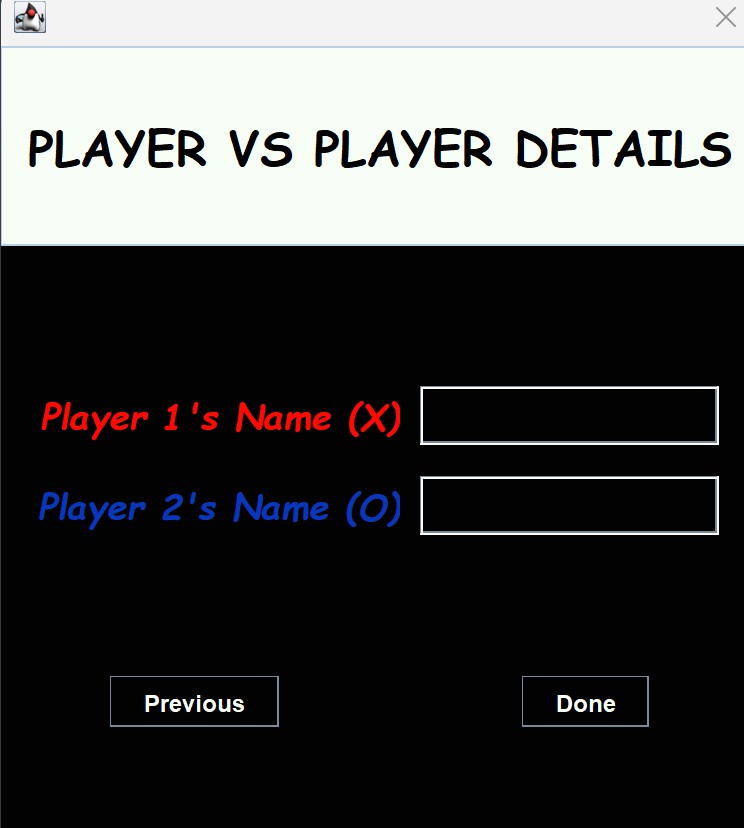 PLAYER VS PLAYER DETAILS
Player 1's Name (X)
Player 2's Name (O)
Previous
Done